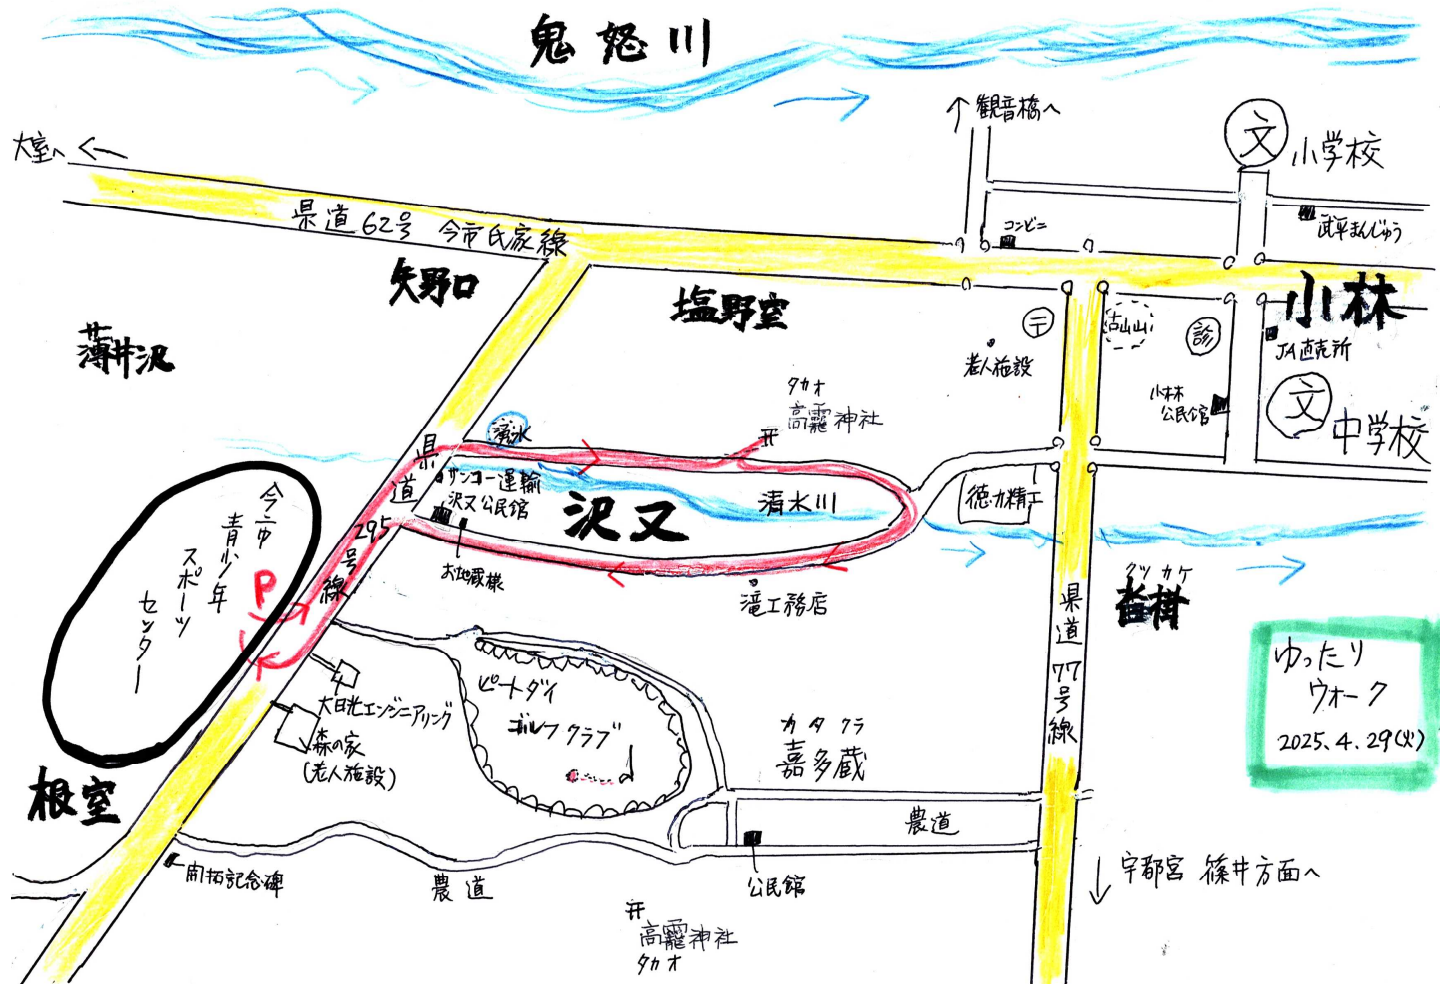 鬼怒川
大室へ
観音橋へ
文
小学校
県道62号 今市氏家線
コンビニ
武平まんじゅう
矢野口
塩野室
小林
薄井沢
〒
古山山
診
JA直売所
老人施設
小林
公民館
文
中学校
タカオ
高龗神社
湧水
県道295号線
サンコー運輸
沢又公民館
沢又
清水川
徳力精工
お地蔵様
滝工務店
今市
青少年
スポーツ
センター
P
クツカケ
沓掛
県道77号線
ゆったり
ウォーク
2025.4.29(火)
大日光エンジニアリング
森の家
(老人施設)
ピートダイ
ゴルフクラブ
カタクラ
嘉多蔵
根室
農道
開拓記念碑
農道
公民館
宇都宮 篠井方面へ
高龗神社
タカオ